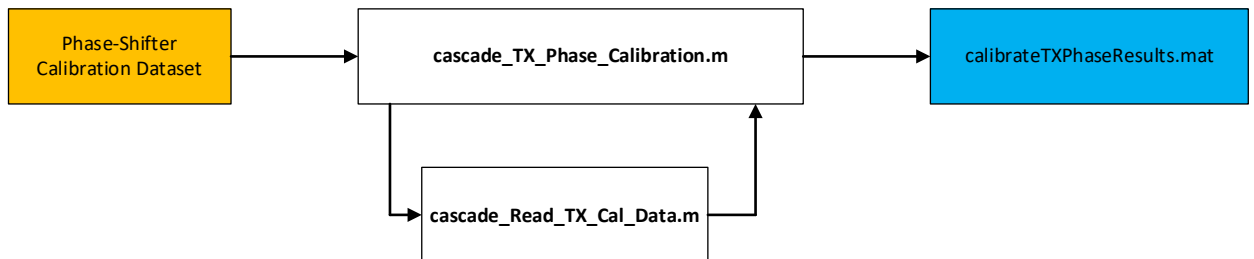 Phase-Shifter
Calibration Dataset
cascade_TX_Phase_Calibration.m
calibrateTXPhaseResults.mat
cascade_Read_TX_Cal_Data.m